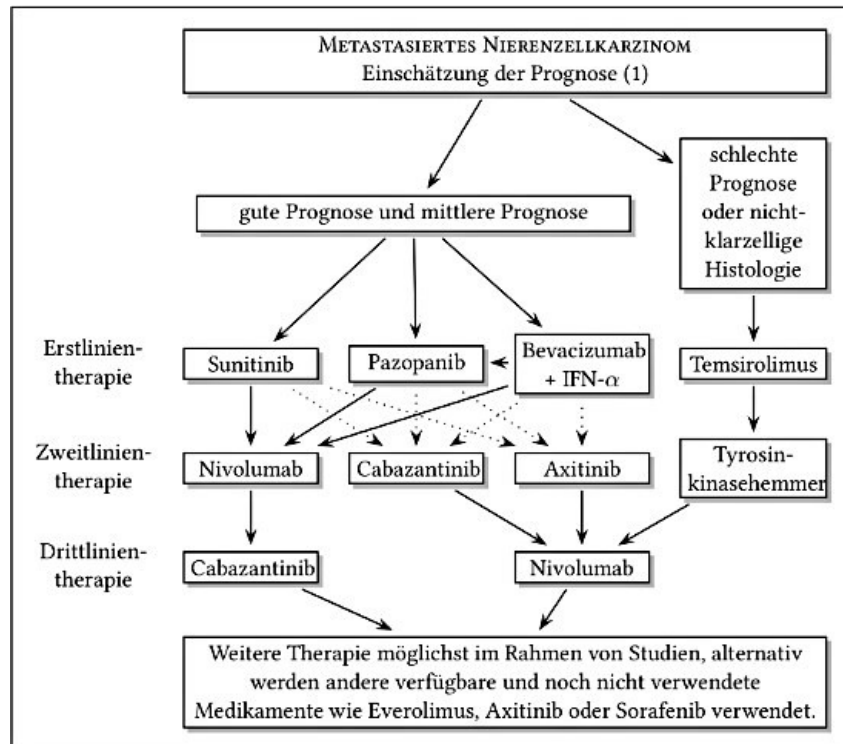 METASTASIERTES NIERENZELLKARZINOM
Einschätzung der Prognose (1)
gute Prognose und mittlere Prognose
schlechte
Prognose
oder nicht-
klarzellige
Histologie
Erstlinien-
therapie
Sunitinib
Pazopanib
Bevacizumab
+ IFN-α
Temsirolimus
Zweitlinien-
therapie
Nivolumab
Cabazantinib
Axitinib
Tyrosin-
kinasehemmer
Drittlinien-
therapie
Cabazantinib
Nivolumab
Weitere Therapie möglichst im Rahmen von Studien, alternativ
werden andere verfügbare und noch nicht verwendete
Medikamente wie Everolimus, Axitinib oder Sorafenib verwendet.